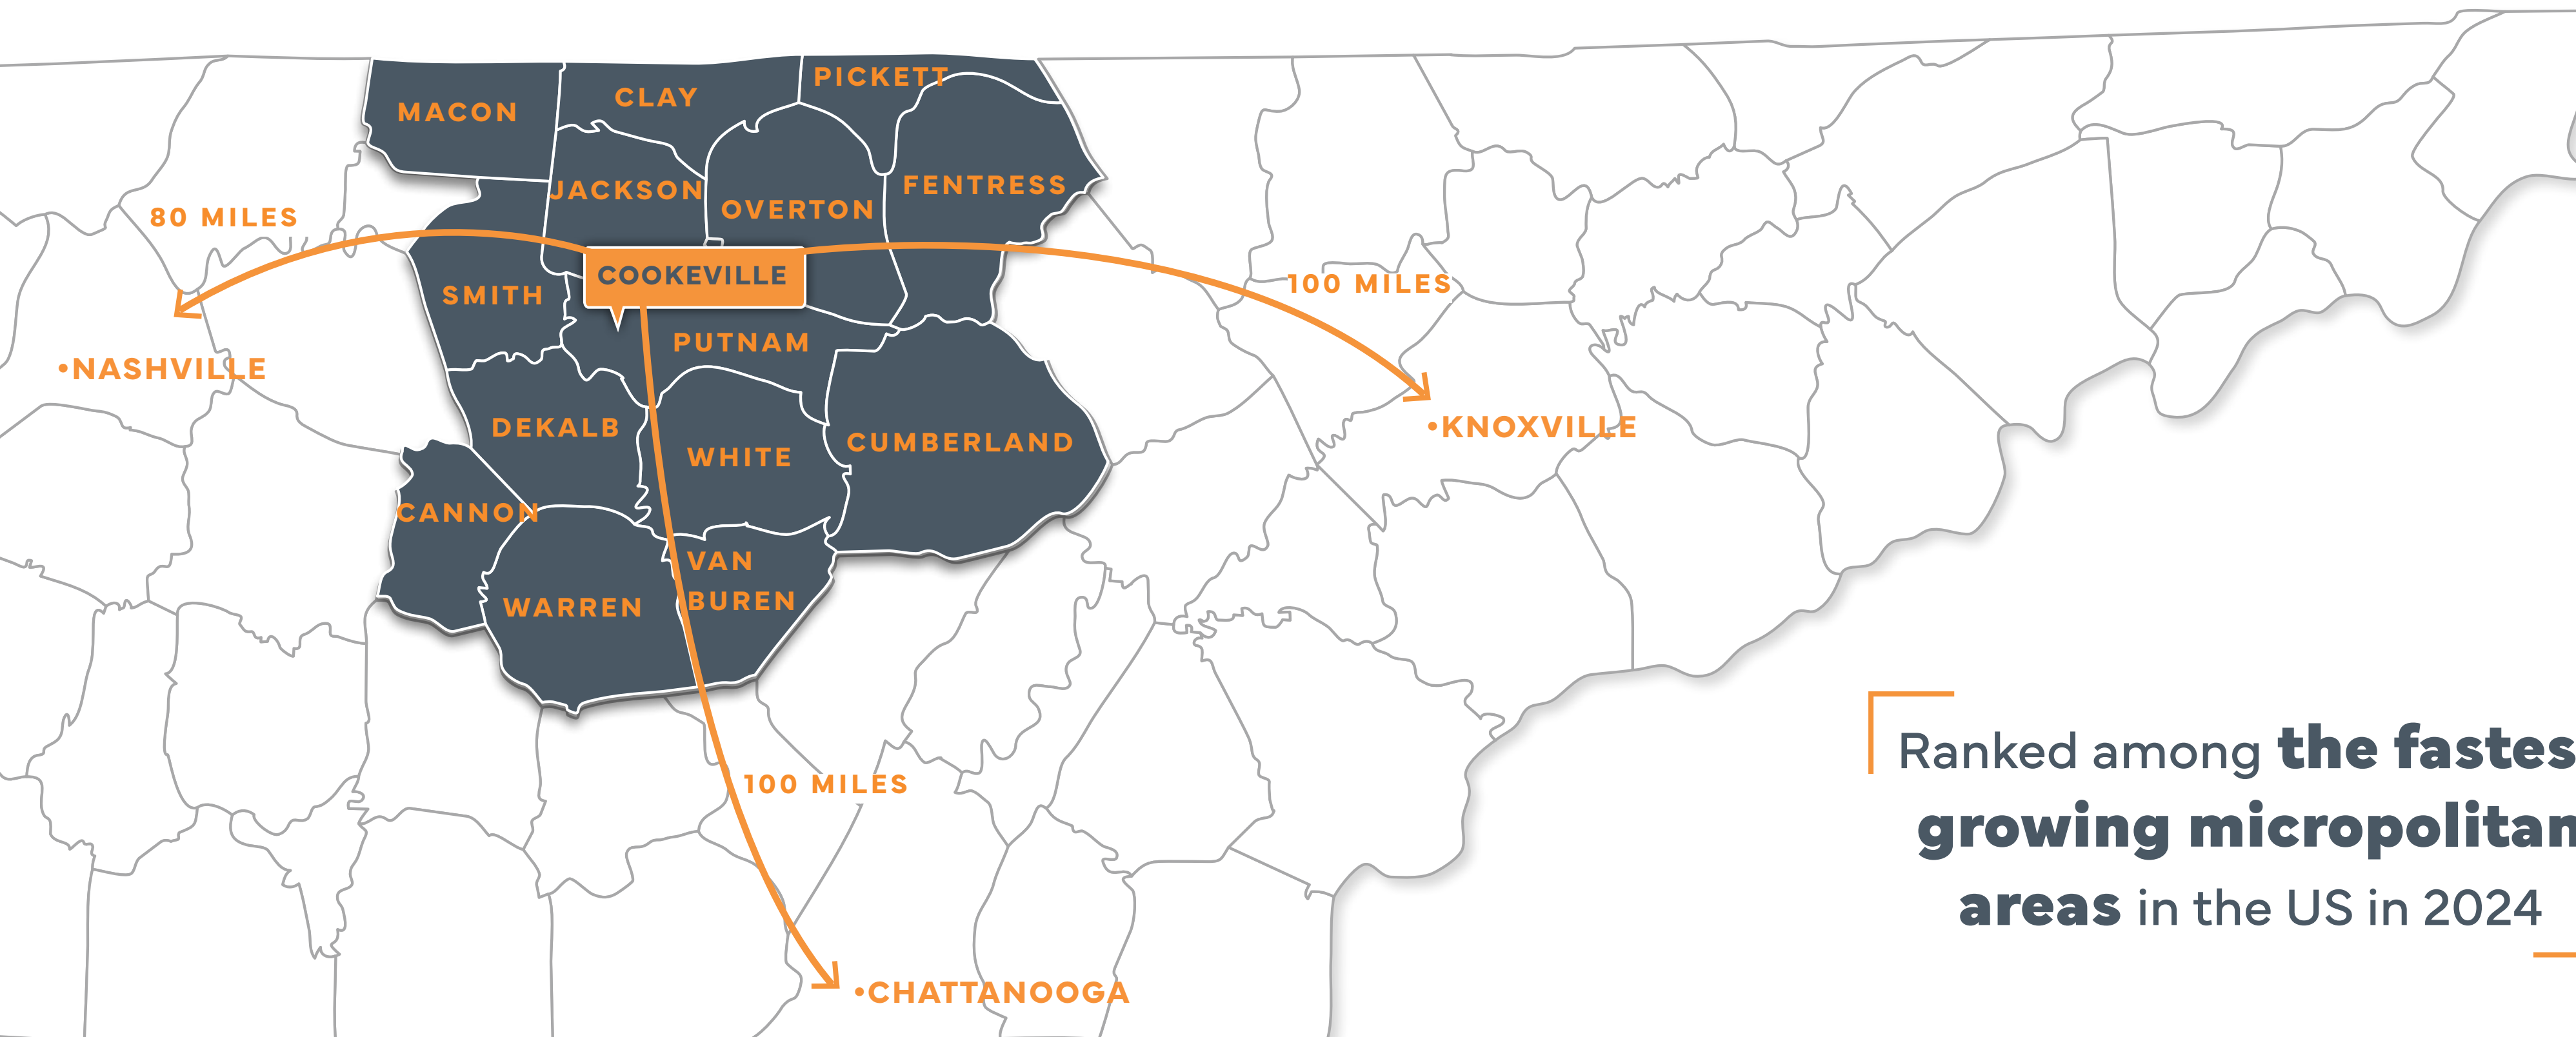 PICKETT
CLAY
MACON
JACKSON
OVERTON
FENTRESS
80 MILES
COOKEVILLE
SMITH
100 MILES
PUTNAM
•NASHVILLE
DEKALB
WHITE
CUMBERLAND
•KNOXVILLE
CANNON
VAN
BUREN
WARREN
100 MILES
•CHATTANOOGA
Ranked among the fastes
growing micropolitan
areas in the US in 2024